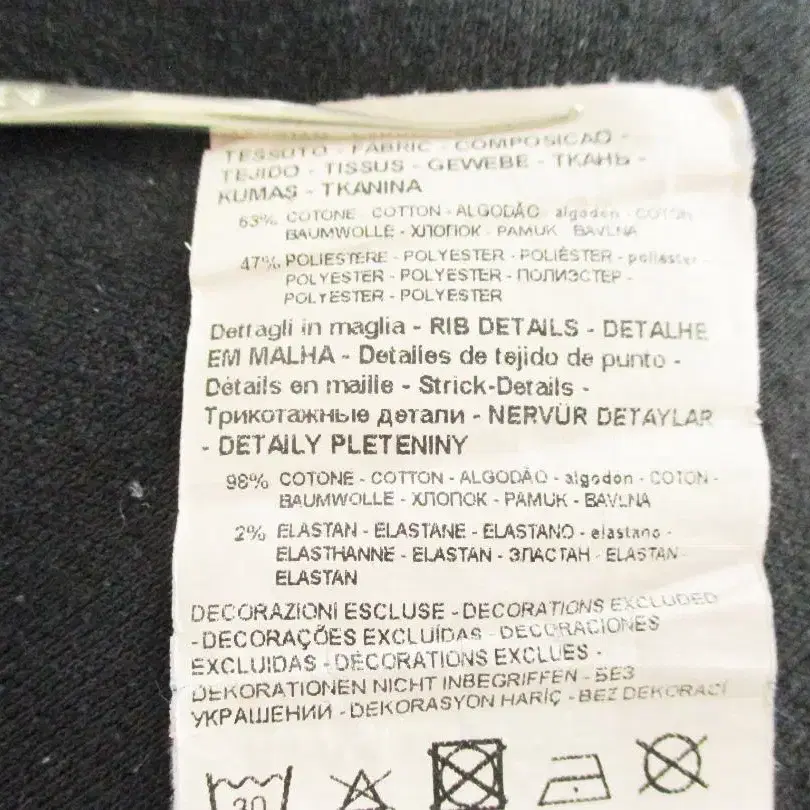 TESSUTO - FABRIC - COMPOSICAO -
TEJIDO - TISSUS - GEWEBE - ТКАНЬ -
KUMAŞ - TKANINA
63% COTONE - COTTON - ALGODÃO - algodon - COTON
BAUMWOLLE - ХЛОПОК - PAMUK - BAVLNA
47% POLIESTERE - POLYESTER - POLIÉSTER - poliester -
POLYESTER - POLYESTER - ПОЛИЭСТЕР -
POLYESTER - POLYESTER
Dettagli in maglia - RIB DETAILS - DETALHE
EM MALHA - Detalles de tejido de punto -
Détails en maille - Strick-Details -
Трикотажные детали - NERVÜR DETAYLAR
- DETAILY PLETENINY
98% COTONE - COTTON - ALGODÃO - algodón - COTON -
BAUMWOLLE - ХЛОПОК - PAMUK - BAVLNA
2% ELASTAN - ELASTANE - ELASTANO - elastano -
ELASTHANNE - ELASTAN - ЭЛАСТАН - ELASTAN
ELASTAN
DECORAZIONI ESCLUSE - DECORATIONS EXCLUDED
- DECORAÇÕES EXCLUÍDAS - DECORACIONES
EXCLUIDAS - DÉCORATIONS EXCLUES -
DEKORATIONEN NICHT INBEGRIFFEN - БЕЗ
УКРАШЕНИИ - DEKORASYON HARİÇ - BEZ DEKORACÍ
30